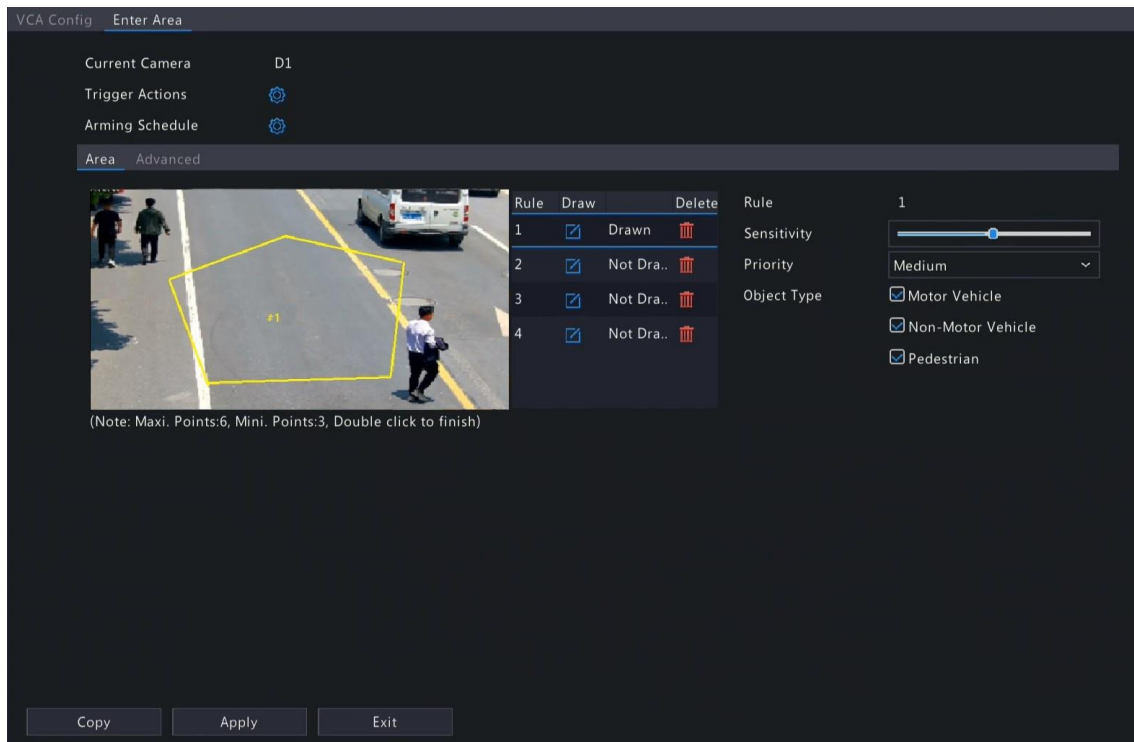 VCA Config Enter Area
Current Camera D1
Trigger Actions
Arming Schedule
Area Advanced
Rule Draw Delete
1 Drawn
2 Not Dra..
3 Not Dra..
4 Not Dra..
#1
(Note: Maxi. Points:6, Mini. Points:3, Double click to finish)
Rule 1
Sensitivity
Priority Medium
Object Type Motor Vehicle
Non-Motor Vehicle
Pedestrian
Copy Apply Exit